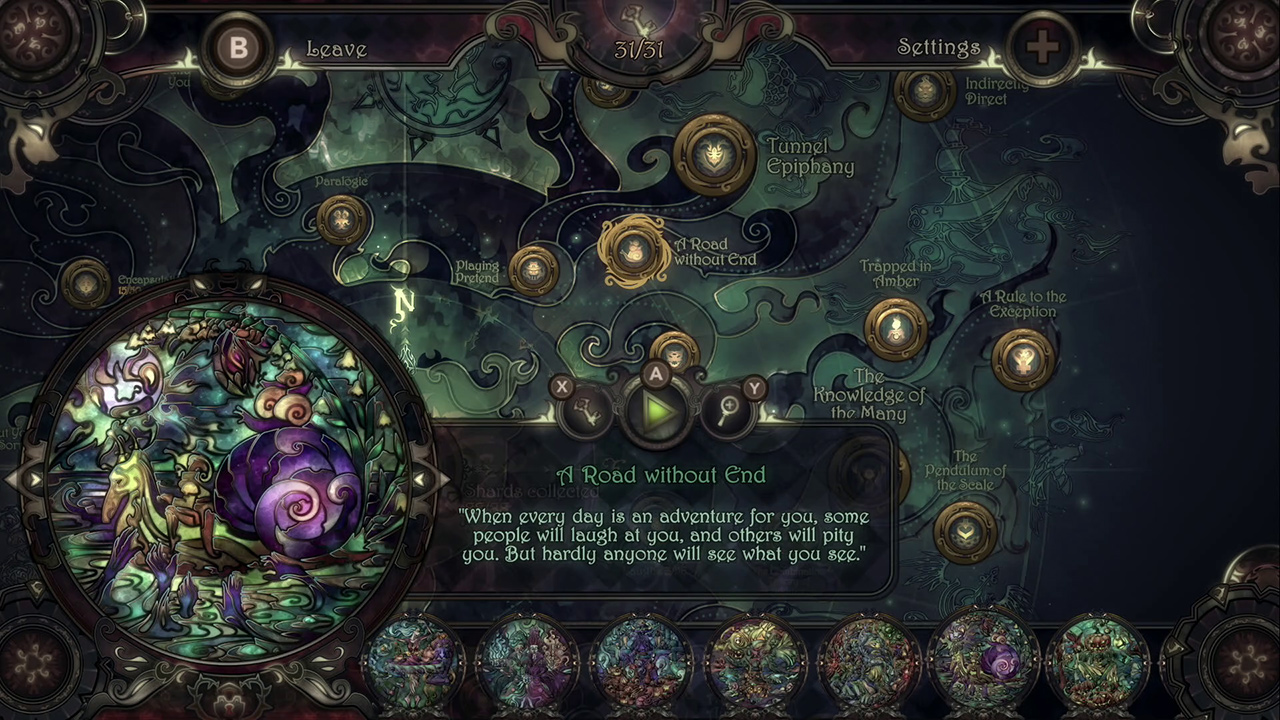 B
Leave
31/31
Settings
You
Indirectly
Direct
Tunnel
Epiphany
Paralogic
A Road
without End
Playing
Pretend
Trapped in
Amber
A Rule to the
Exception
N
X
A
Y
The
Knowledge of
the Many
The
Pendulum of
the Scale
A Road without End
Shards collected
"When every day is an adventure for you, some
people will laugh at you, and others will pity
you. But hardly anyone will see what you see."